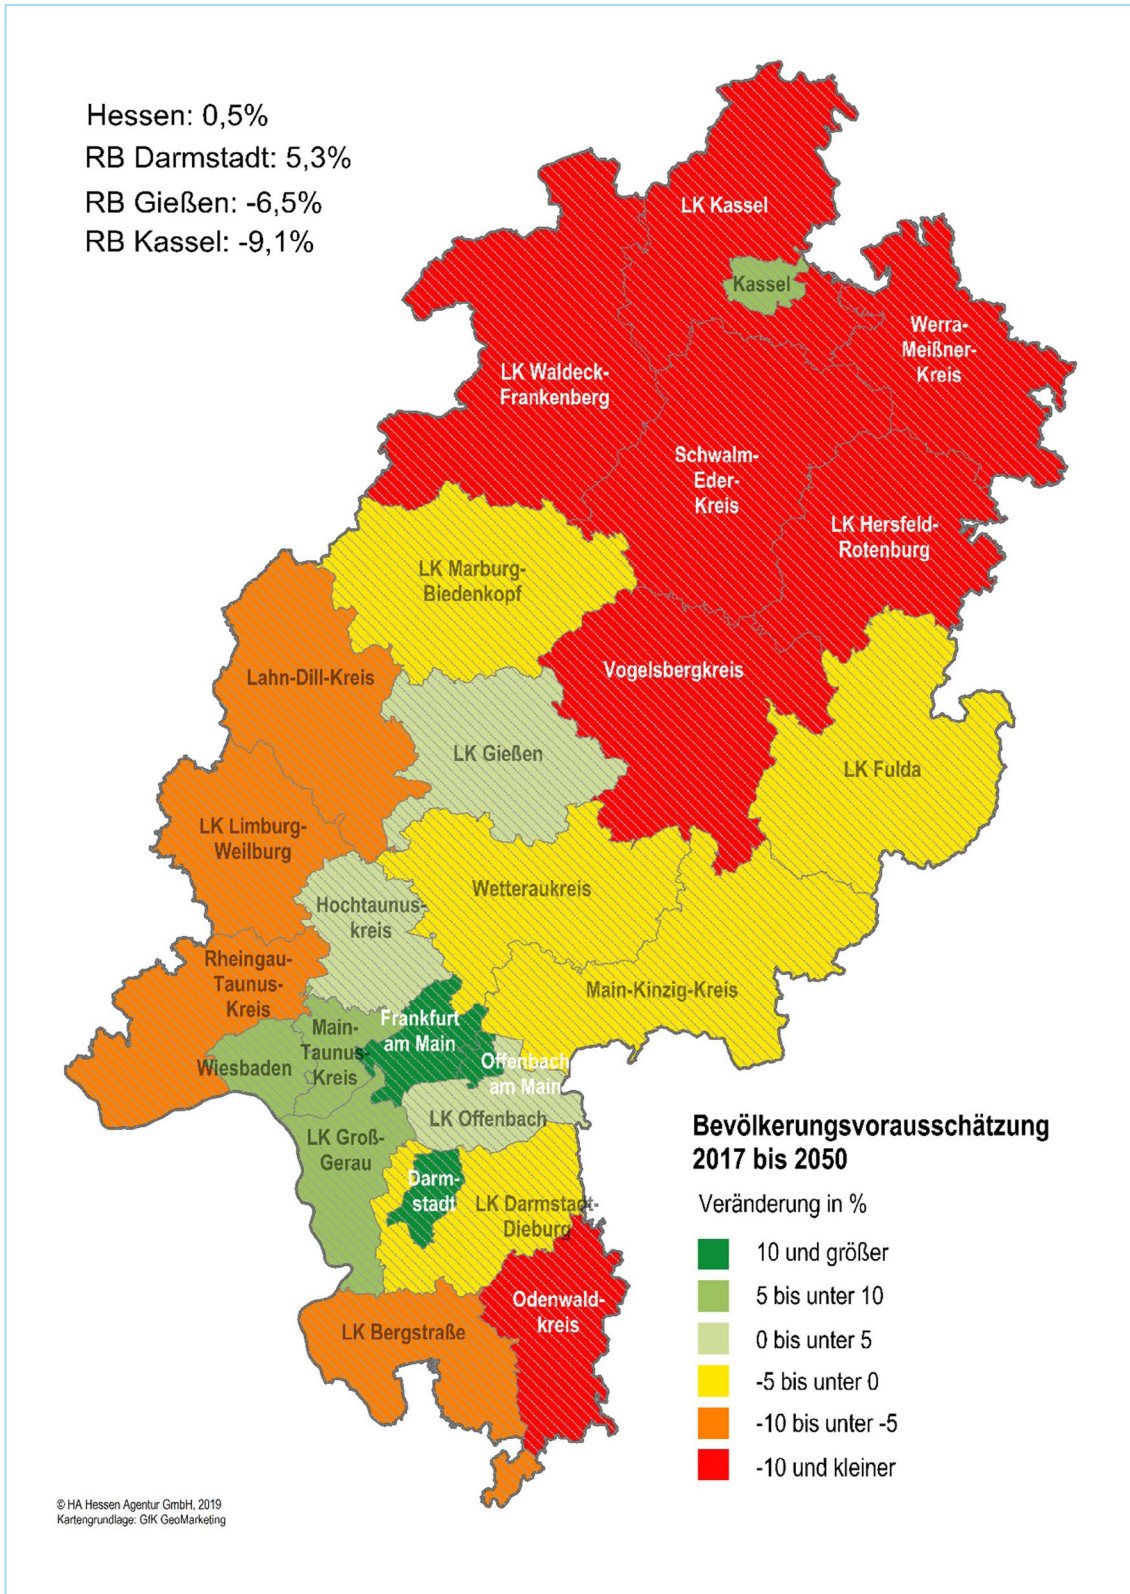 Hessen: 0,5%
RB Darmstadt: 5,3%
RB Gießen: -6,5%
RB Kassel: -9,1%
LK Kassel
Kassel
Werra-
Meißner-
Kreis
LK Waldeck-
Frankenberg
Schwalm-
Eder-
Kreis
LK Hersfeld-
Rotenburg
LK Marburg-
Biedenkopf
Lahn-Dill-Kreis
Vogelsbergkreis
LK Gießen
LK Fulda
LK Limburg-
Weilburg
Wetteraukreis
Hochtaunus-
kreis
Rheingau-
Taunus-
Kreis
Main-Kinzig-Kreis
Frankfurt
am Main
Main-
Taunus-
Kreis
Wiesbaden
Offenbach
am Main
LK Offenbach
LK Groß-
Gerau
Darm-
stadt
LK Darmstadt-
Dieburg
Odenwald-
kreis
LK Bergstraße
Bevölkerungsvorausschätzung
2017 bis 2050
Veränderung in %
10 und größer
5 bis unter 10
0 bis unter 5
-5 bis unter 0
-10 bis unter -5
-10 und kleiner
© HA Hessen Agentur GmbH, 2019
Kartengrundlage: GfK GeoMarketing